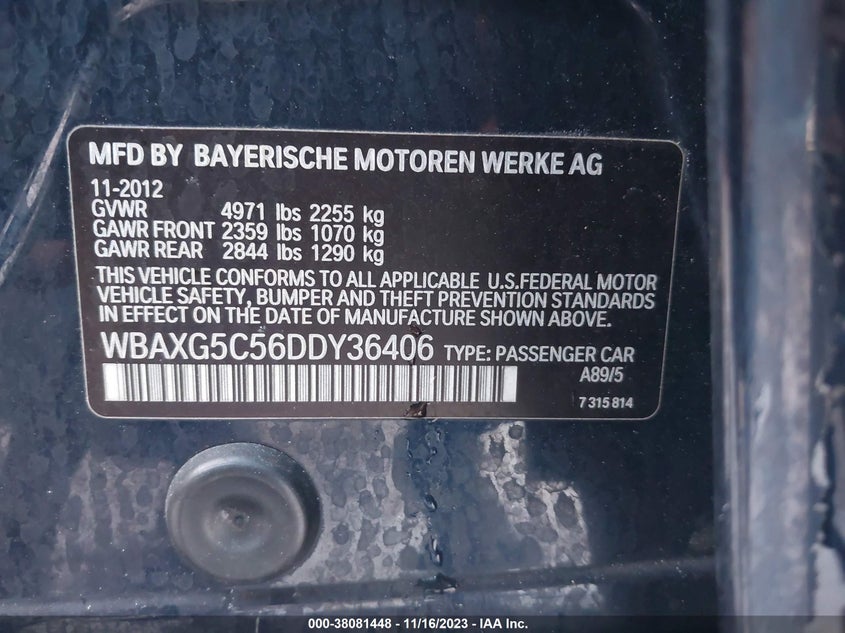 MFD BY BAYERISCHE MOTOREN WERKE AG
11-2012
GVWR 4971 lbs 2255 kg
GAWR FRONT 2359 lbs 1070 kg
GAWR REAR 2844 lbs 1290 kg
THIS VEHICLE CONFORMS TO ALL APPLICABLE U.S.FEDERAL MOTOR
VEHICLE SAFETY, BUMPER AND THEFT PREVENTION STANDARDS
IN EFFECT ON THE DATE OF MANUFACTURE SHOWN ABOVE.
WBAXG5C56DDY36406 TYPE: PASSENGER CAR
A89/5
7 315 814
000-38081448 - 11/16/2023 - IAA Inc.